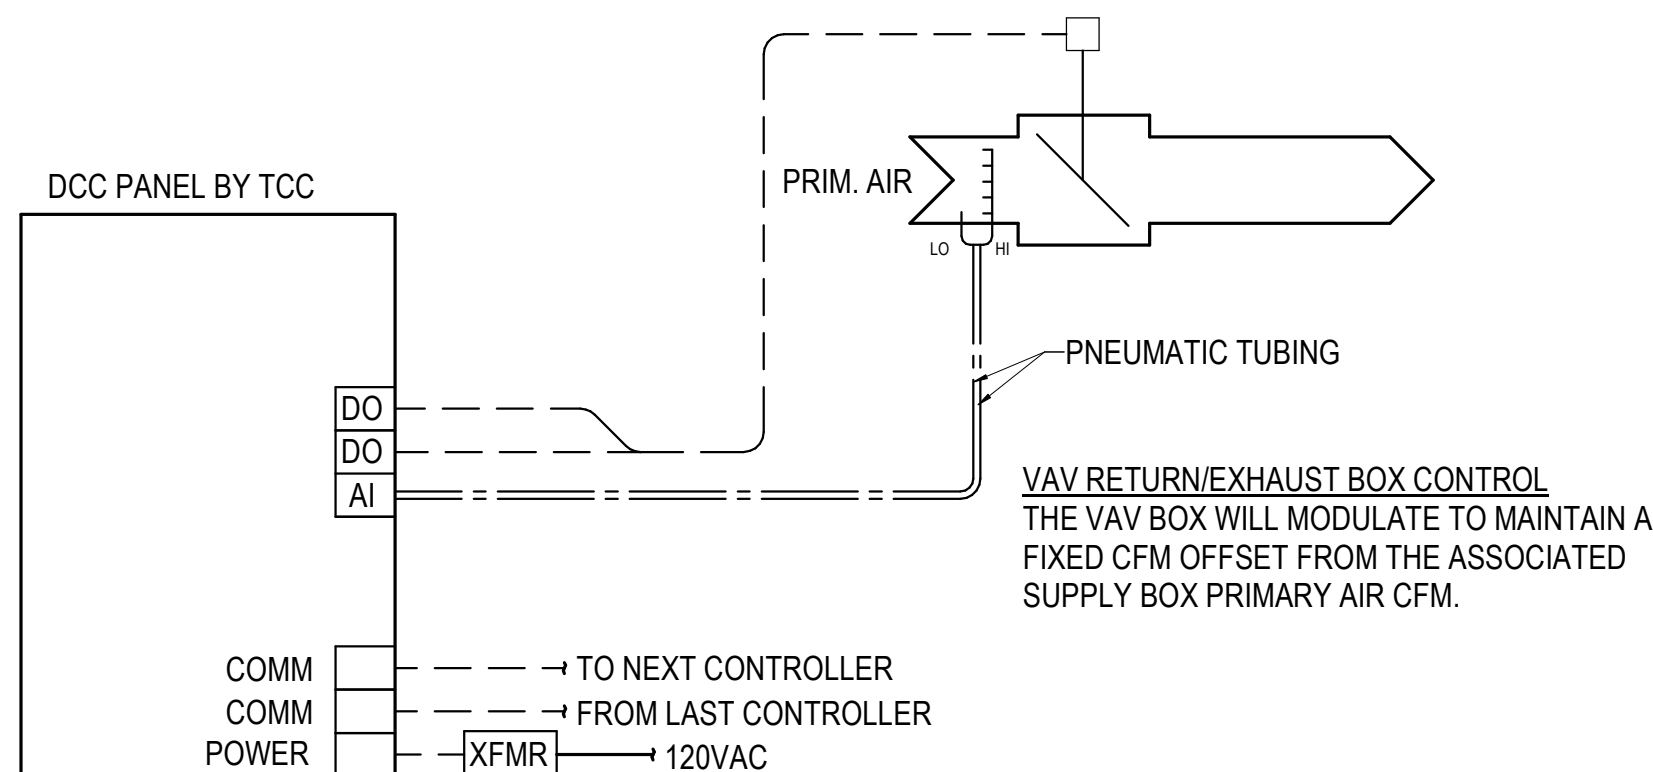 DCC PANEL BY TCC
PRIM. AIR
LO
HI
PNEUMATIC TUBING
DO
DO
AI
VAV RETURN/EXHAUST BOX CONTROL
THE VAV BOX WILL MODULATE TO MAINTAIN A
FIXED CFM OFFSET FROM THE ASSOCIATED
SUPPLY BOX PRIMARY AIR CFM.
COMM
TO NEXT CONTROLLER
COMM
FROM LAST CONTROLLER
POWER
XFMR
120VAC